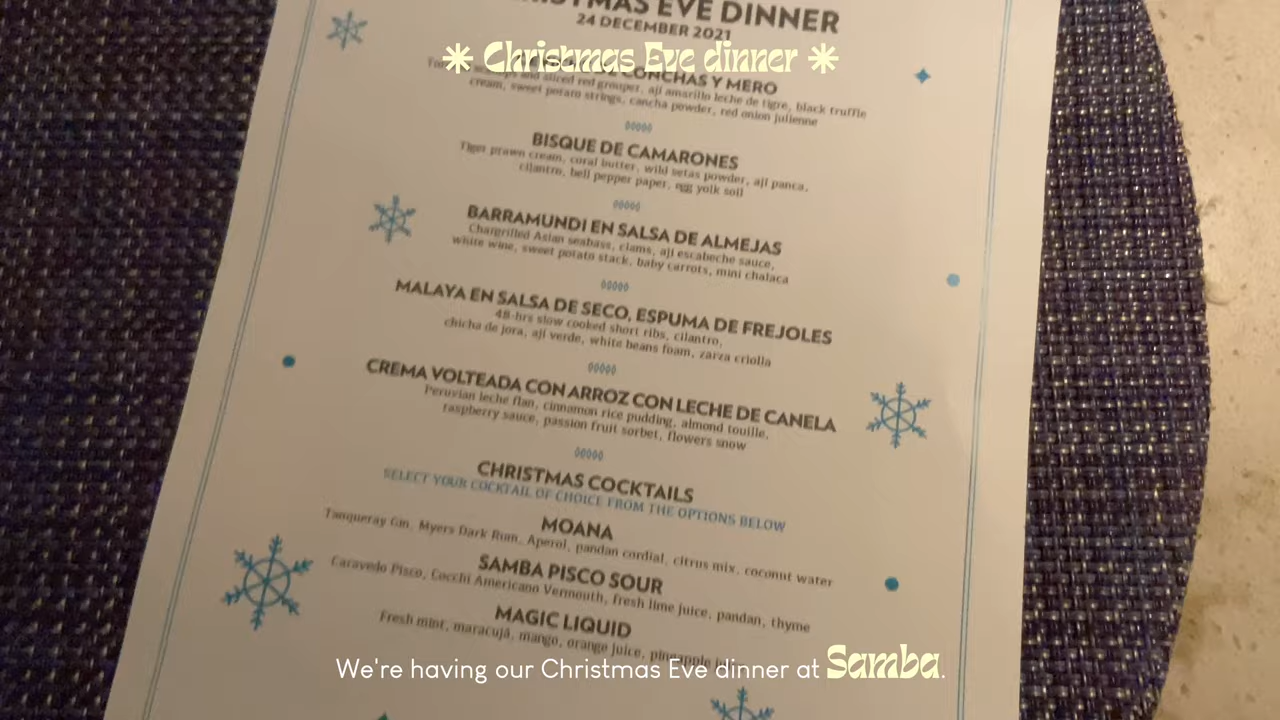 CHRISTMAS EVE DINNER
24 DECEMBER 2021
Christmas Eve dinner
DE CONCHAS Y MERO
and sliced red grouper, ají amarillo leche de tigre, black truffle
cream, sweet potato strings, cancha powder, red onion julienne
BISQUE DE CAMARONES
Tiger prawn cream, coral butter, wild setas powder, ají panca,
cilantro, bell pepper paper, egg yolk soil
BARRAMUNDI EN SALSA DE ALMEJAS
Chargrilled Asian seabass, clams, ají escabeche sauce,
white wine, sweet potato stack, baby carrots, mini chalaca
MALAYA EN SALSA DE SECO, ESPUMA DE FREJOLES
48-hrs slow cooked short ribs, cilantro,
chicha de jora, ají verde, white beans foam, zarza criolla
CREMA VOLTEADA CON ARROZ CON LECHE DE CANELA
Peruvian leche flan, cinnamon rice pudding, almond touille,
raspberry sauce, passion fruit sorbet, flowers snow
CHRISTMAS COCKTAILS
SELECT YOUR COCKTAIL OF CHOICE FROM THE OPTIONS BELOW
MOANA
Tanqueray Gin, Myers Dark Rum, Aperol, pandan cordial, citrus mix, coconut water
SAMBA PISCO SOUR
Caravedo Pisco, Cocchi Americano Vermouth, fresh lime juice, pandan, thyme
MAGIC LIQUID
Fresh mint, maracujá, mango, orange juice, pineapple
We're having our Christmas Eve dinner at Samba.